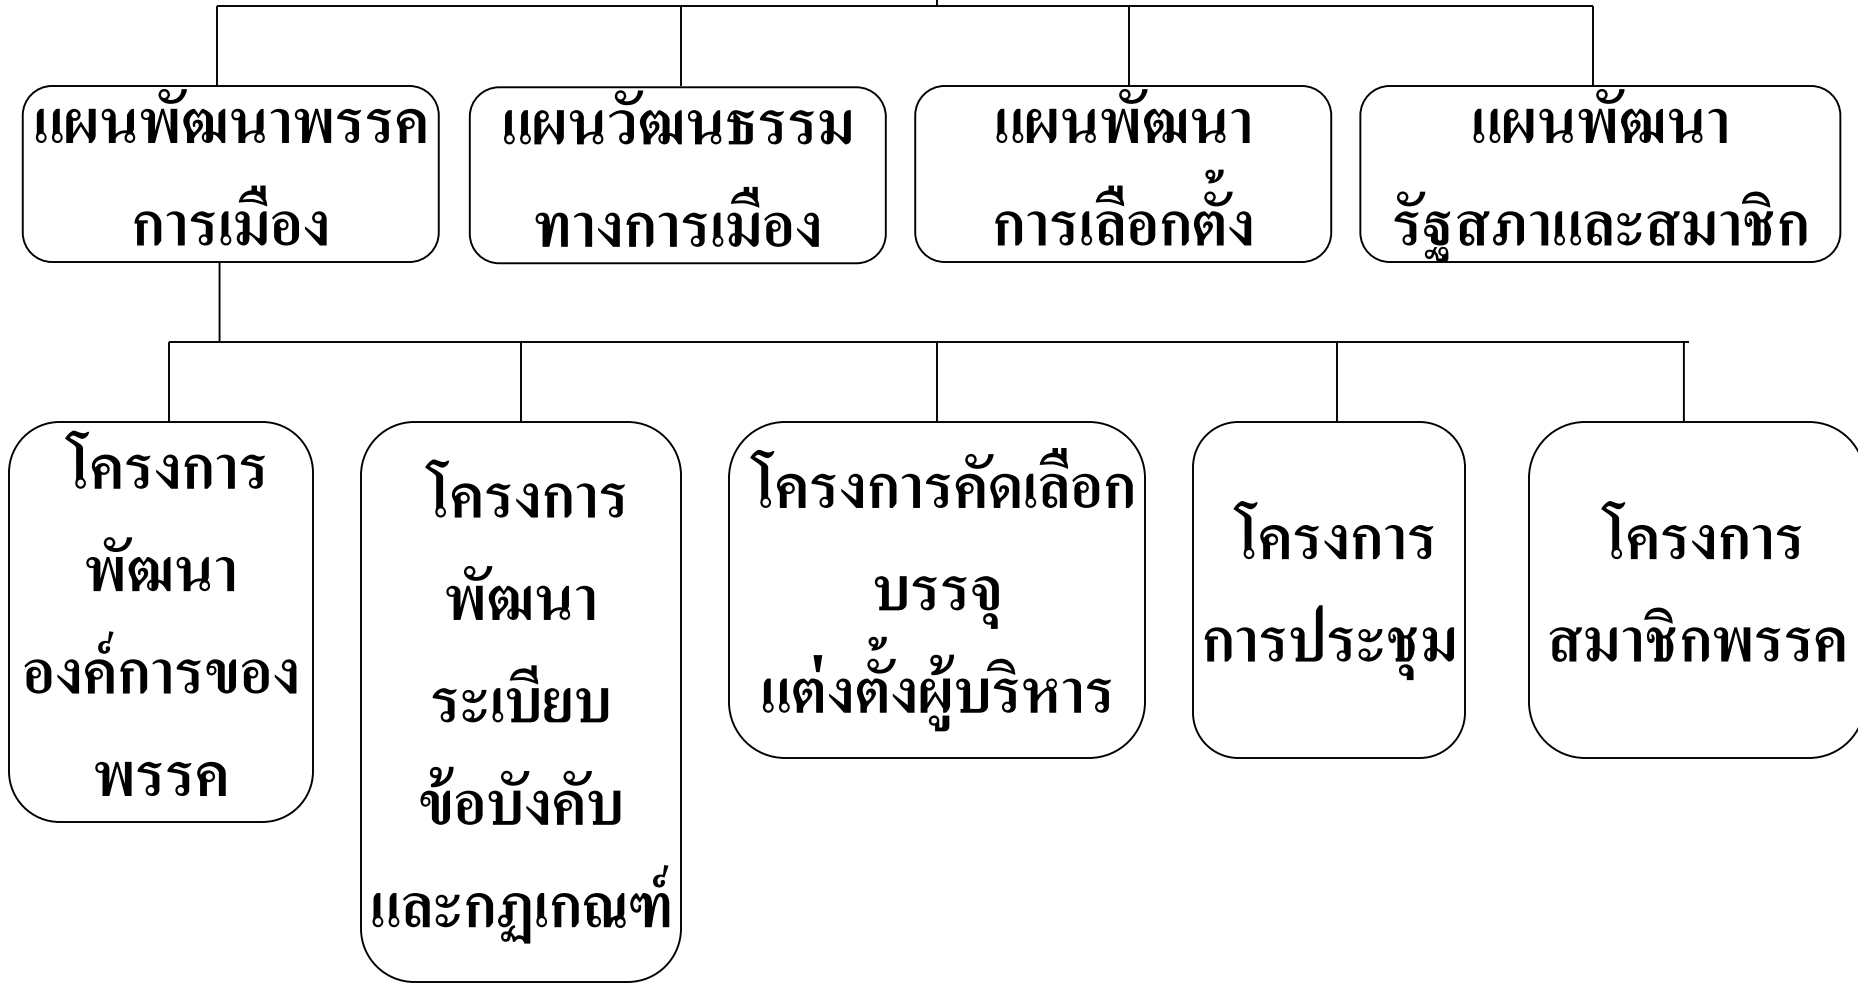 แผนพัฒนาพรรค
การเมือง
แผนวัฒนธรรม
ทางการเมือง
แผนพัฒนา
การเลือกตั้ง
แผนพัฒนา
รัฐสภาและสมาชิก
โครงการ
พัฒนา
องค์การของ
พรรค
โครงการ
พัฒนา
ระเบียบ
ข้อบังคับ
และกฏเกณฑ์
โครงการคัดเลือก
บรรจุ
แต่งตั้งผู้บริหาร
โครงการ
การประชุม
โครงการ
สมาชิกพรรค